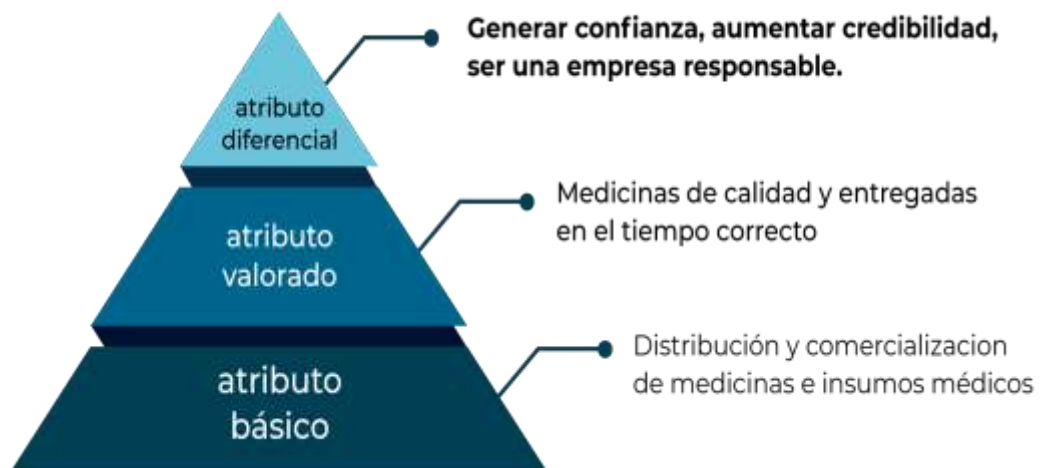 Generar confianza, aumentar credibilidad,
ser una empresa responsable.
atributo
diferencial
Medicinas de calidad y entregadas
en el tiempo correcto
atributo
valorado
Distribución y comercializacion
de medicinas e insumos médicos
atributo
básico